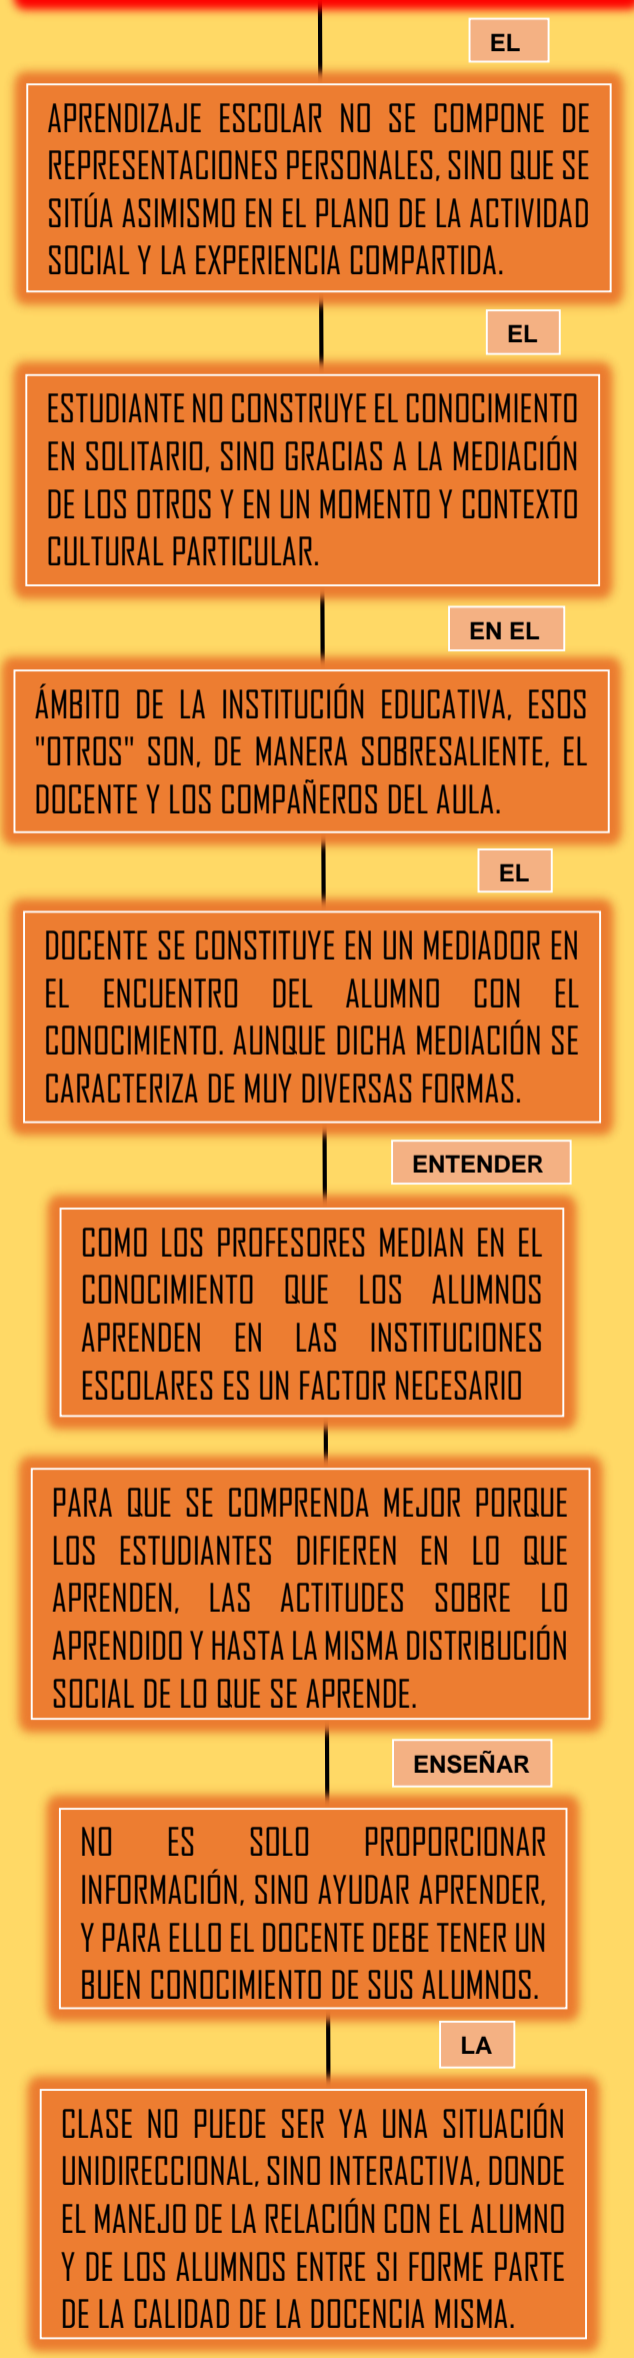 EL
APRENDIZAJE ESCOLAR NO SE COMPONE DE
REPRESENTACIONES PERSONALES, SINO QUE SE
SITÚA ASIMISMO EN EL PLANO DE LA ACTIVIDAD
SOCIAL Y LA EXPERIENCIA COMPARTIDA.
EL
ESTUDIANTE NO CONSTRUYE EL CONOCIMIENTO
EN SOLITARIO, SINO GRACIAS A LA MEDIACIÓN
DE LOS OTROS Y EN UN MOMENTO Y CONTEXTO
CULTURAL PARTICULAR.
EN EL
ÁMBITO DE LA INSTITUCIÓN EDUCATIVA, ESOS
"OTROS" SON, DE MANERA SOBRESALIENTE, EL
DOCENTE Y LOS COMPAÑEROS DEL AULA.
EL
DOCENTE SE CONSTITUYE EN UN MEDIADOR EN
EL ENCUENTRO DEL ALUMNO CON EL
CONOCIMIENTO. AUNQUE DICHA MEDIACIÓN SE
CARACTERIZA DE MUY DIVERSAS FORMAS.
ENTENDER
COMO LOS PROFESORES MEDIAN EN EL
CONOCIMIENTO QUE LOS ALUMNOS
APRENDEN EN LAS INSTITUCIONES
ESCOLARES ES UN FACTOR NECESARIO
PARA QUE SE COMPRENDA MEJOR PORQUE
LOS ESTUDIANTES DIFIEREN EN LO QUE
APRENDEN, LAS ACTITUDES SOBRE LO
APRENDIDO Y HASTA LA MISMA DISTRIBUCIÓN
SOCIAL DE LO QUE SE APRENDE.
ENSEÑAR
NO ES SOLO PROPORCIONAR
INFORMACIÓN, SINO AYUDAR APRENDER,
Y PARA ELLO EL DOCENTE DEBE TENER UN
BUEN CONOCIMIENTO DE SUS ALUMNOS.
LA
CLASE NO PUEDE SER YA UNA SITUACIÓN
UNIDIRECCIONAL, SINO INTERACTIVA, DONDE
EL MANEJO DE LA RELACIÓN CON EL ALUMNO
Y DE LOS ALUMNOS ENTRE SI FORME PARTE
DE LA CALIDAD DE LA DOCENCIA MISMA.